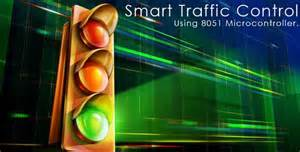 Smart Traffic Control
Using 8051 Microcontroller.